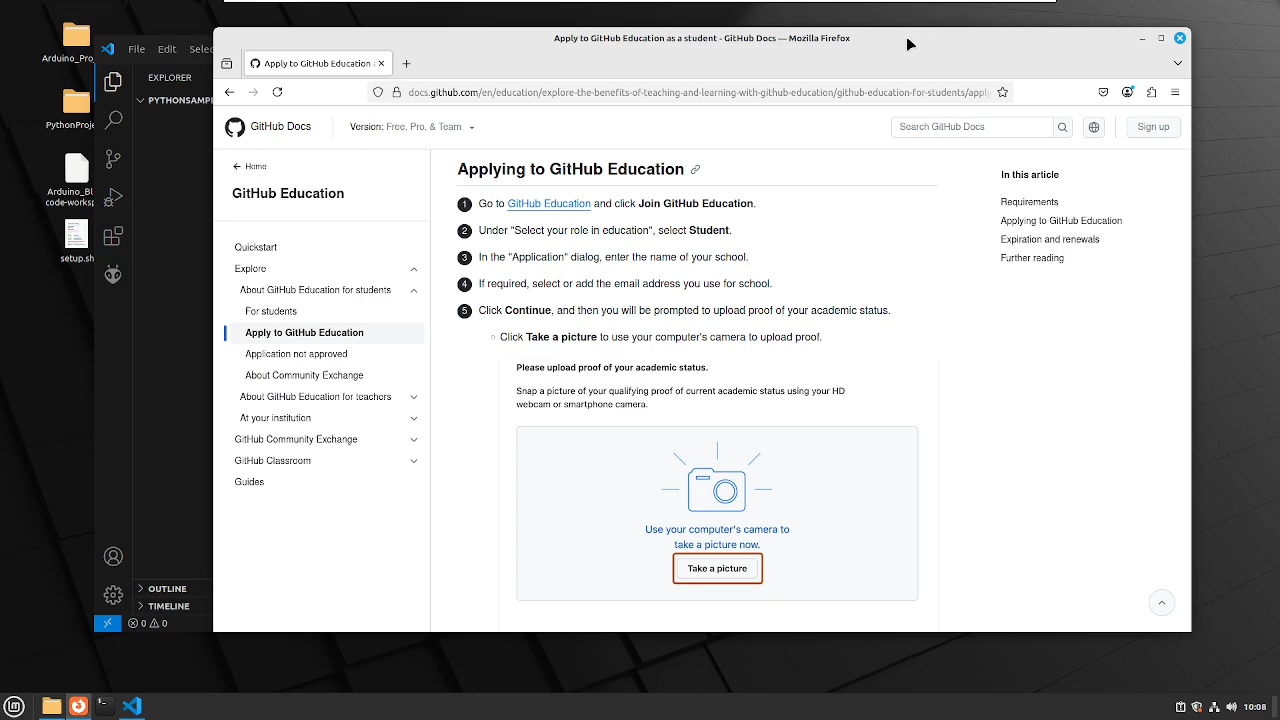 Apply to GitHub Education as a student - GitHub Docs — Mozilla Firefox
Apply to GitHub Education
docs.github.com/en/education/explore-the-benefits-of-teaching-and-learning-with-github-education/github-education-for-students/apply
GitHub Docs
Version: Free, Pro, & Team
Search GitHub Docs
Sign up
Home
GitHub Education
Quickstart
Explore
About GitHub Education for students
For students
Apply to GitHub Education
Application not approved
About Community Exchange
About GitHub Education for teachers
At your institution
GitHub Community Exchange
GitHub Classroom
Guides
Applying to GitHub Education
1 Go to GitHub Education and click Join GitHub Education.
2 Under "Select your role in education", select Student.
3 In the "Application" dialog, enter the name of your school.
4 If required, select or add the email address you use for school.
5 Click Continue, and then you will be prompted to upload proof of your academic status.
Click Take a picture to use your computer's camera to upload proof.
Please upload proof of your academic status.
Snap a picture of your qualifying proof of current academic status using your HD
webcam or smartphone camera.
Use your computer's camera to
take a picture now.
Take a picture
In this article
Requirements
Applying to GitHub Education
Expiration and renewals
Further reading
File Edit Selec
EXPLORER
PYTHONSAMPL
OUTLINE
TIMELINE
0 0
Arduino_Pro
PythonProje
Arduino_BL
code-worksp
setup.sh
10:08